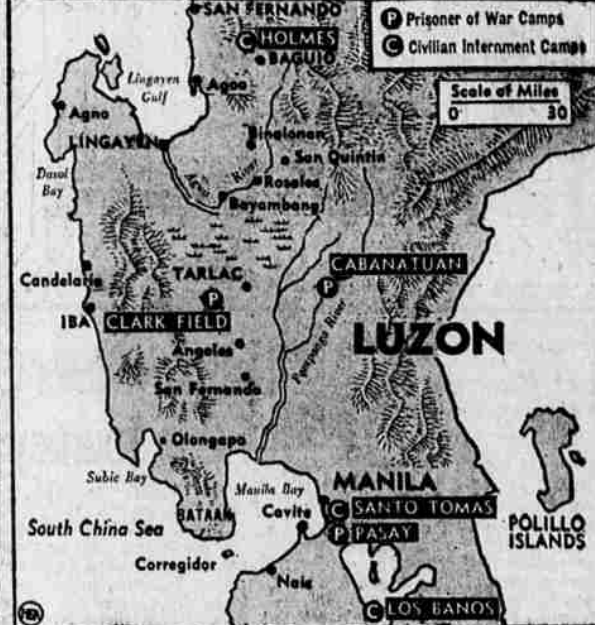 SAN FERNANDO
P Prisoner of War Camps
C HOLMES
C Civilian Internment Camps
BAGUIO
Lingayen
Gulf
Agoo
Scale of Miles
0 30
Agno
LINGAYEN
Binalonan
San Quintin
Dasol
Bay
Agno River
Rosales
Bayambang
CABANATUAN
TARLAC
Candelaria
P
P
IBA
CLARK FIELD
LUZON
Angeles
Pampanga River
San Fernando
Olongapo
Subic Bay
Manila Bay
MANILA
BATAAN
Cavite
C SANTO TOMAS
South China Sea
P PASAY
POLILLO
ISLANDS
Corregidor
Naic
C LOS BANOS
NEA